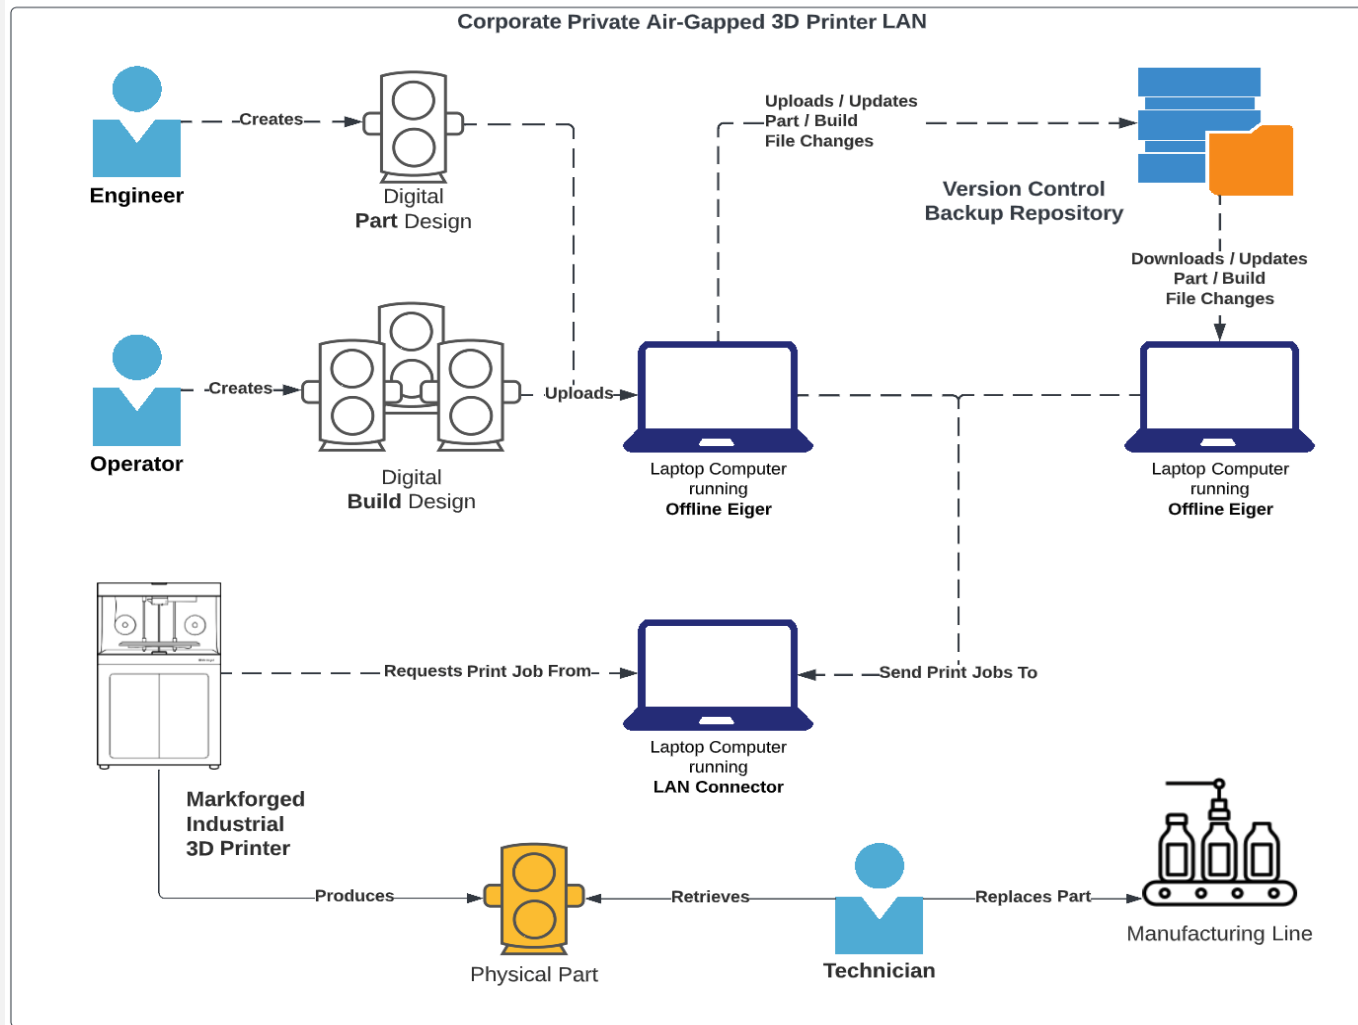 Corporate Private Air-Gapped 3D Printer LAN
Creates
Engineer
Digital
Part Design
Uploads / Updates
Part / Build
File Changes
Version Control
Backup Repository
Downloads / Updates
Part / Build
File Changes
Creates
Operator
Digital
Build Design
Uploads
Laptop Computer
running
Offline Eiger
Laptop Computer
running
Offline Eiger
Requests Print Job From
Send Print Jobs To
Laptop Computer
running
LAN Connector
Markforged
Industrial
3D Printer
Produces
Physical Part
Retrieves
Technician
Replaces Part
Manufacturing Line